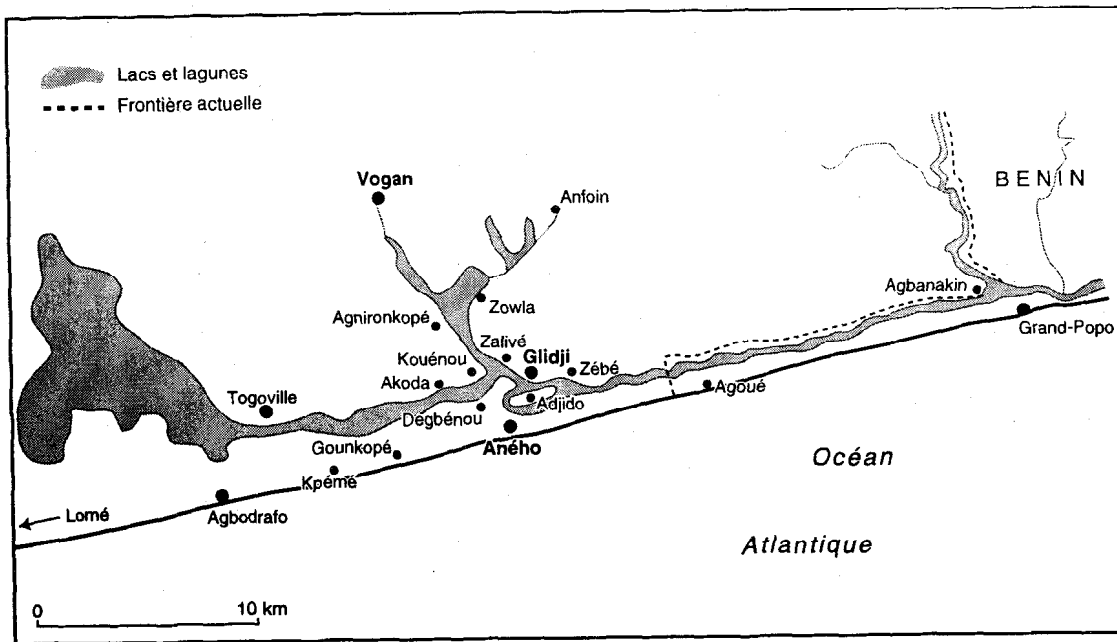 Lacs et lagunes
Frontière actuelle
Vogan
Anfoin
BENIN
Agbanakin
Zowla
Grand-Popo
Agnironkopé
Zalivé
Kouénou
Glidji
Zébé
Akoda
Agoué
Togoville
Adjido
Degbénou
Aného
Gounkopé
Océan
Kpémé
Agbodrafo
Lomé
Atlantique
0 10 km